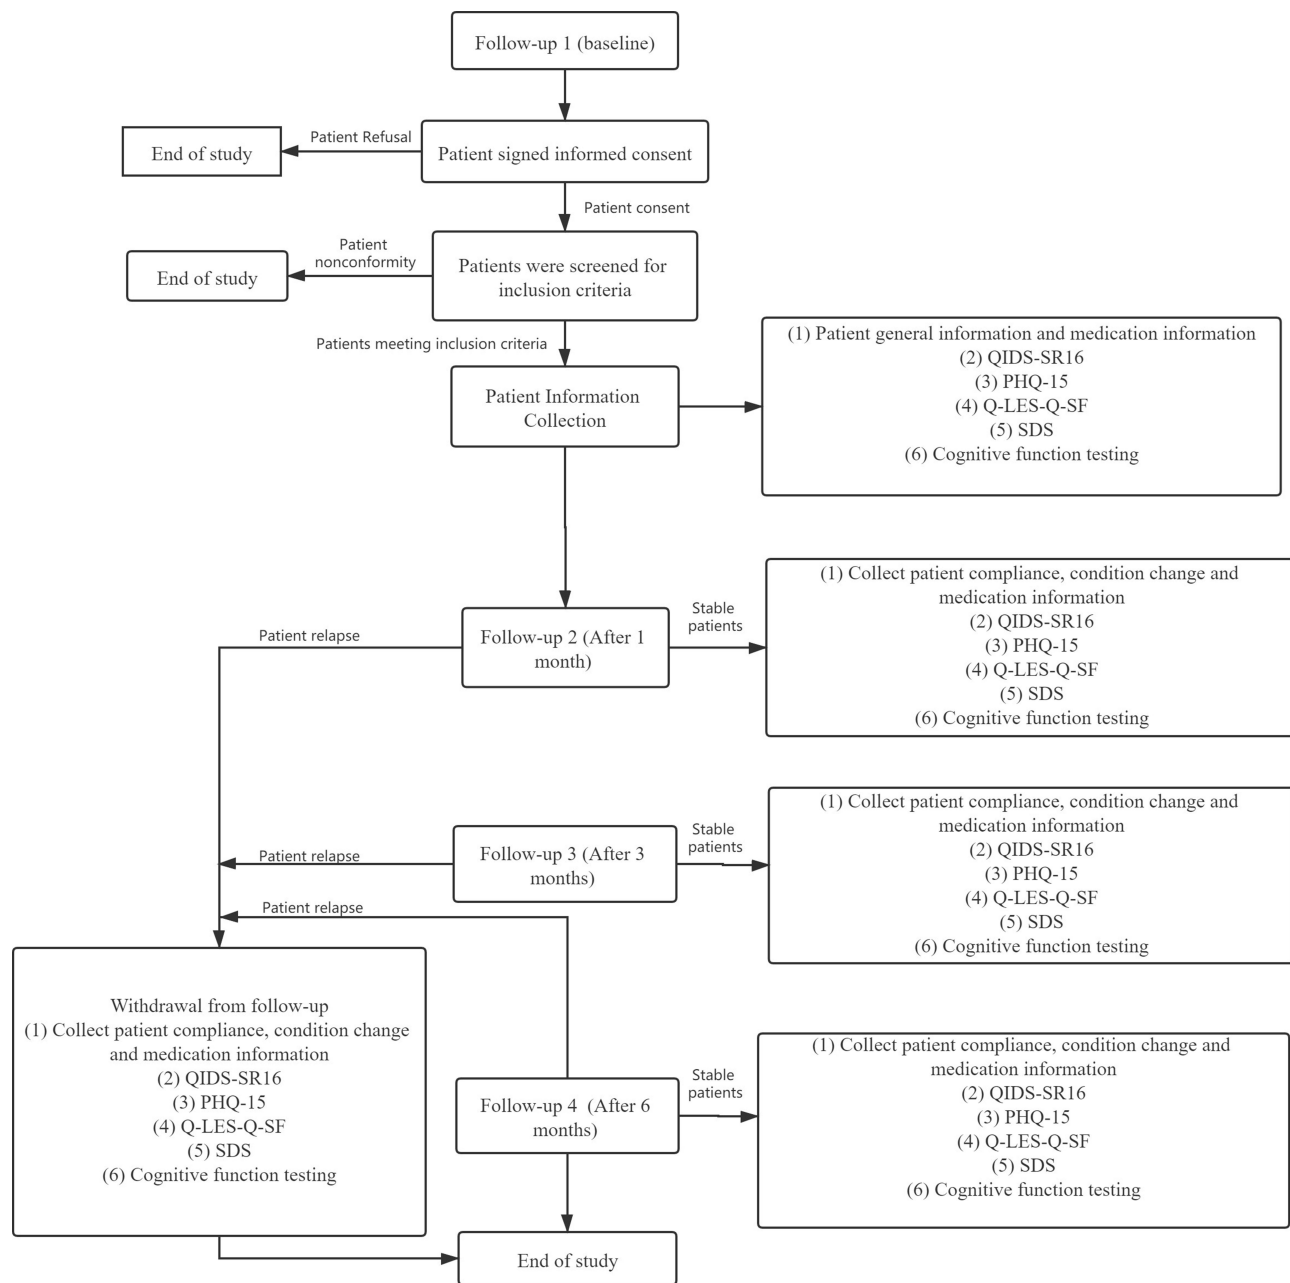 Follow-up 1 (baseline)
Patient Refusal
End of study
Patient signed informed consent
Patient consent
Patient
nonconformity
End of study
Patients were screened for
inclusion criteria
Patients meeting inclusion criteria
Patient Information
Collection
(1) Patient general information and medication information
(2) QIDS-SR16
(3) PHQ-15
(4) Q-LES-Q-SF
(5) SDS
(6) Cognitive function testing
Patient relapse
Follow-up 2 (After 1
month)
Stable
patients
(1) Collect patient compliance, condition change and
medication information
(2) QIDS-SR16
(3) PHQ-15
(4) Q-LES-Q-SF
(5) SDS
(6) Cognitive function testing
Patient relapse
Follow-up 3 (After 3
months)
Stable
patients
(1) Collect patient compliance, condition change and
medication information
(2) QIDS-SR16
(3) PHQ-15
(4) Q-LES-Q-SF
(5) SDS
(6) Cognitive function testing
Patient relapse
Withdrawal from follow-up
(1) Collect patient compliance, condition change
and medication information
(2) QIDS-SR16
(3) PHQ-15
(4) Q-LES-Q-SF
(5) SDS
(6) Cognitive function testing
Follow-up 4 (After 6
months)
Stable
patients
(1) Collect patient compliance, condition change and
medication information
(2) QIDS-SR16
(3) PHQ-15
(4) Q-LES-Q-SF
(5) SDS
(6) Cognitive function testing
End of study